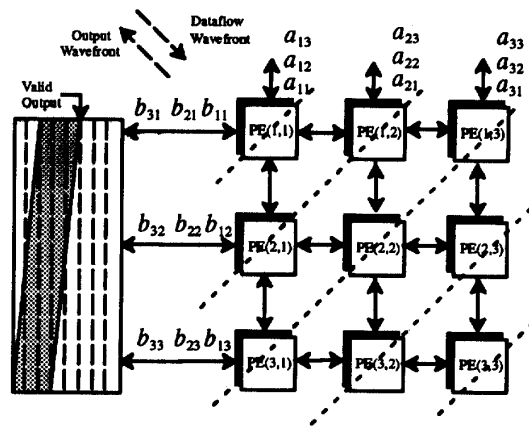 Output
Wavefront
Dataflow
Wavefront
Valid
Output
a13 a23 a33
a12 a22 a32
a11 a21 a31
b31 b21 b11
PE(1,1) PE(1,2) PE(1,3)
b32 b22 b12
PE(2,1) PE(2,2) PE(2,3)
b33 b23 b13
PE(3,1) PE(3,2) PE(3,3)